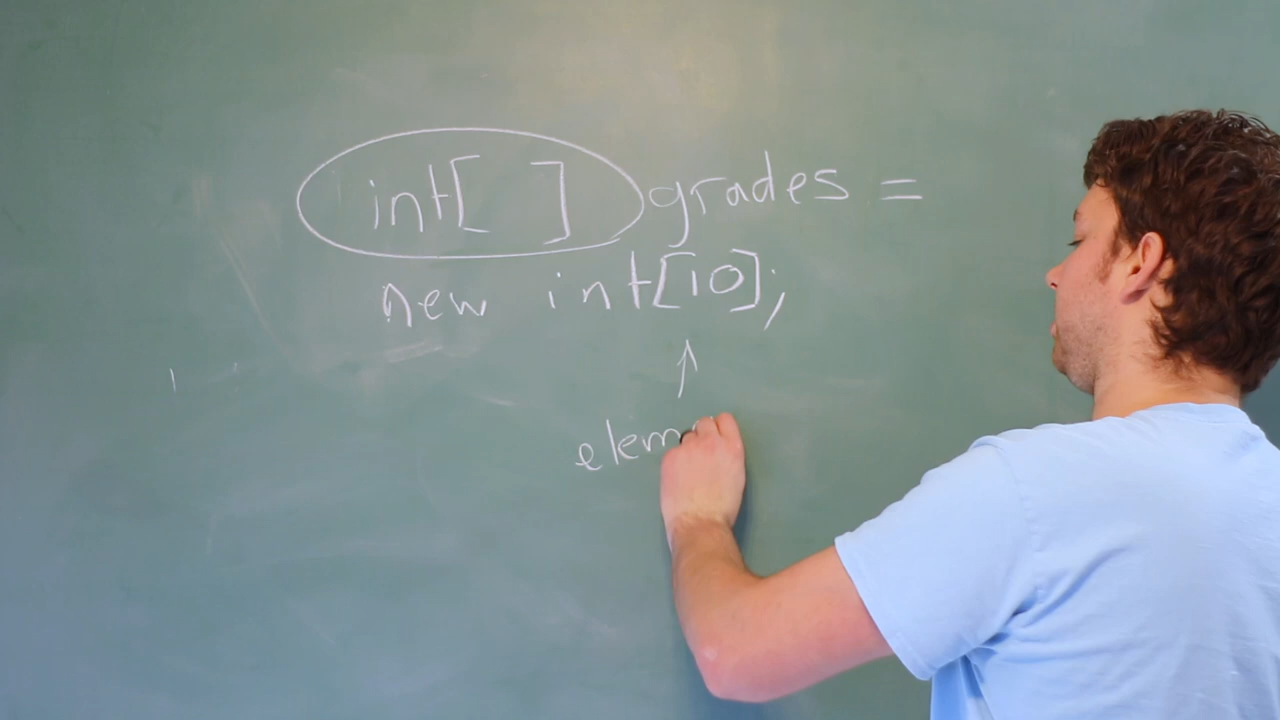 int[ ] grades =
new int[10];
elem